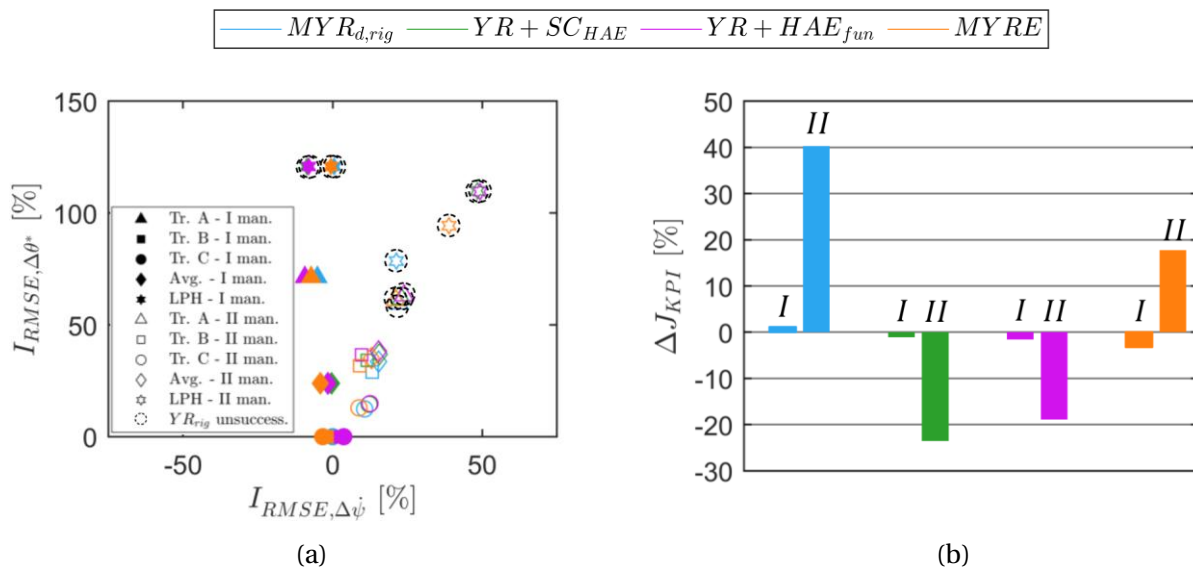 MYR_{d,rig} YR + SC_{HAE} YR + HAE_{fun} MYRE
I_{RMSE,Δθ*} [%]
150
100
50
0
-50 0 50
I_{RMSE,Δψ̇} [%]
Tr. A - I man.
Tr. B - I man.
Tr. C - I man.
Avg. - I man.
LPH - I man.
Tr. A - II man.
Tr. B - II man.
Tr. C - II man.
Avg. - II man.
LPH - II man.
YR_{rig} unsuccess.
(a)
ΔJ_{KPI} [%]
50
40
30
20
10
0
-10
-20
-30
I II I II I II I II
(b)